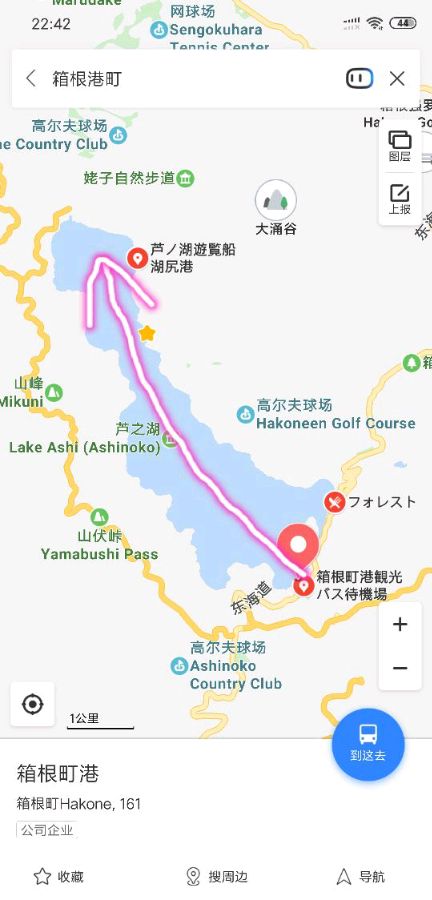 Marudake
22:42
44
网球场
Sengokuhara
Tennis Center
箱根港町
高尔夫球场
Country Club
图层
上报
姥子自然步道
大涌谷
芦ノ湖遊覧船
湖尻港
山峰
Mikuni
高尔夫球场
Hakoneen Golf Course
芦之湖
Lake Ashi (Ashinoko)
フォレスト
山伏峠
Yamabushi Pass
箱根町港観光
バス待機場
东海道
高尔夫球场
Ashinoko
Country Club
1公里
到这去
箱根町港
箱根町Hakone, 161
公司企业
收藏
搜周边
导航